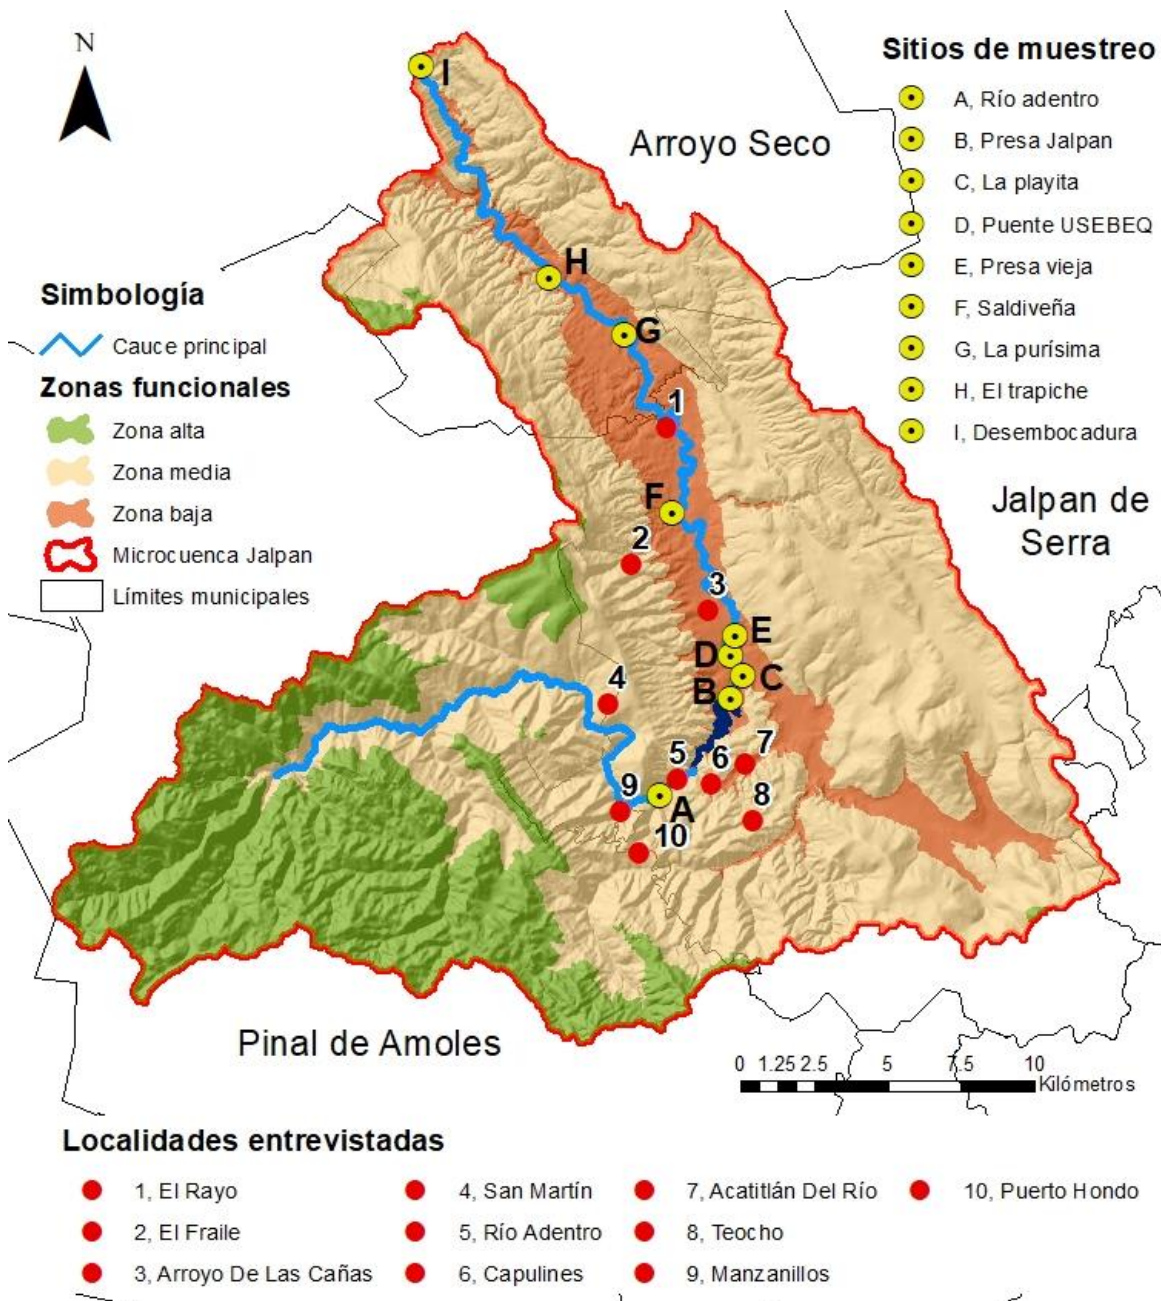 N
Sitios de muestreo
A, Río adentro
B, Presa Jalpan
C, La playita
D, Puente USEBEQ
E, Presa vieja
F, Saldiveña
G, La purísima
H, El trapiche
I, Desembocadura
Arroyo Seco
Jalpan de
Serra
Pinal de Amoles
Simbología
Cauce principal
Zonas funcionales
Zona alta
Zona media
Zona baja
Microcuenca Jalpan
Límites municipales
I
H
G
1
F
2
3
E
D
C
B
4
5
6
7
8
9
A
10
0 1.25 2.5 5 7.5 10
Kilómetros
Localidades entrevistadas
1, El Rayo
2, El Fraile
3, Arroyo De Las Cañas
4, San Martín
5, Río Adentro
6, Capulines
7, Acatitlán Del Río
8, Teocho
9, Manzanillos
10, Puerto Hondo